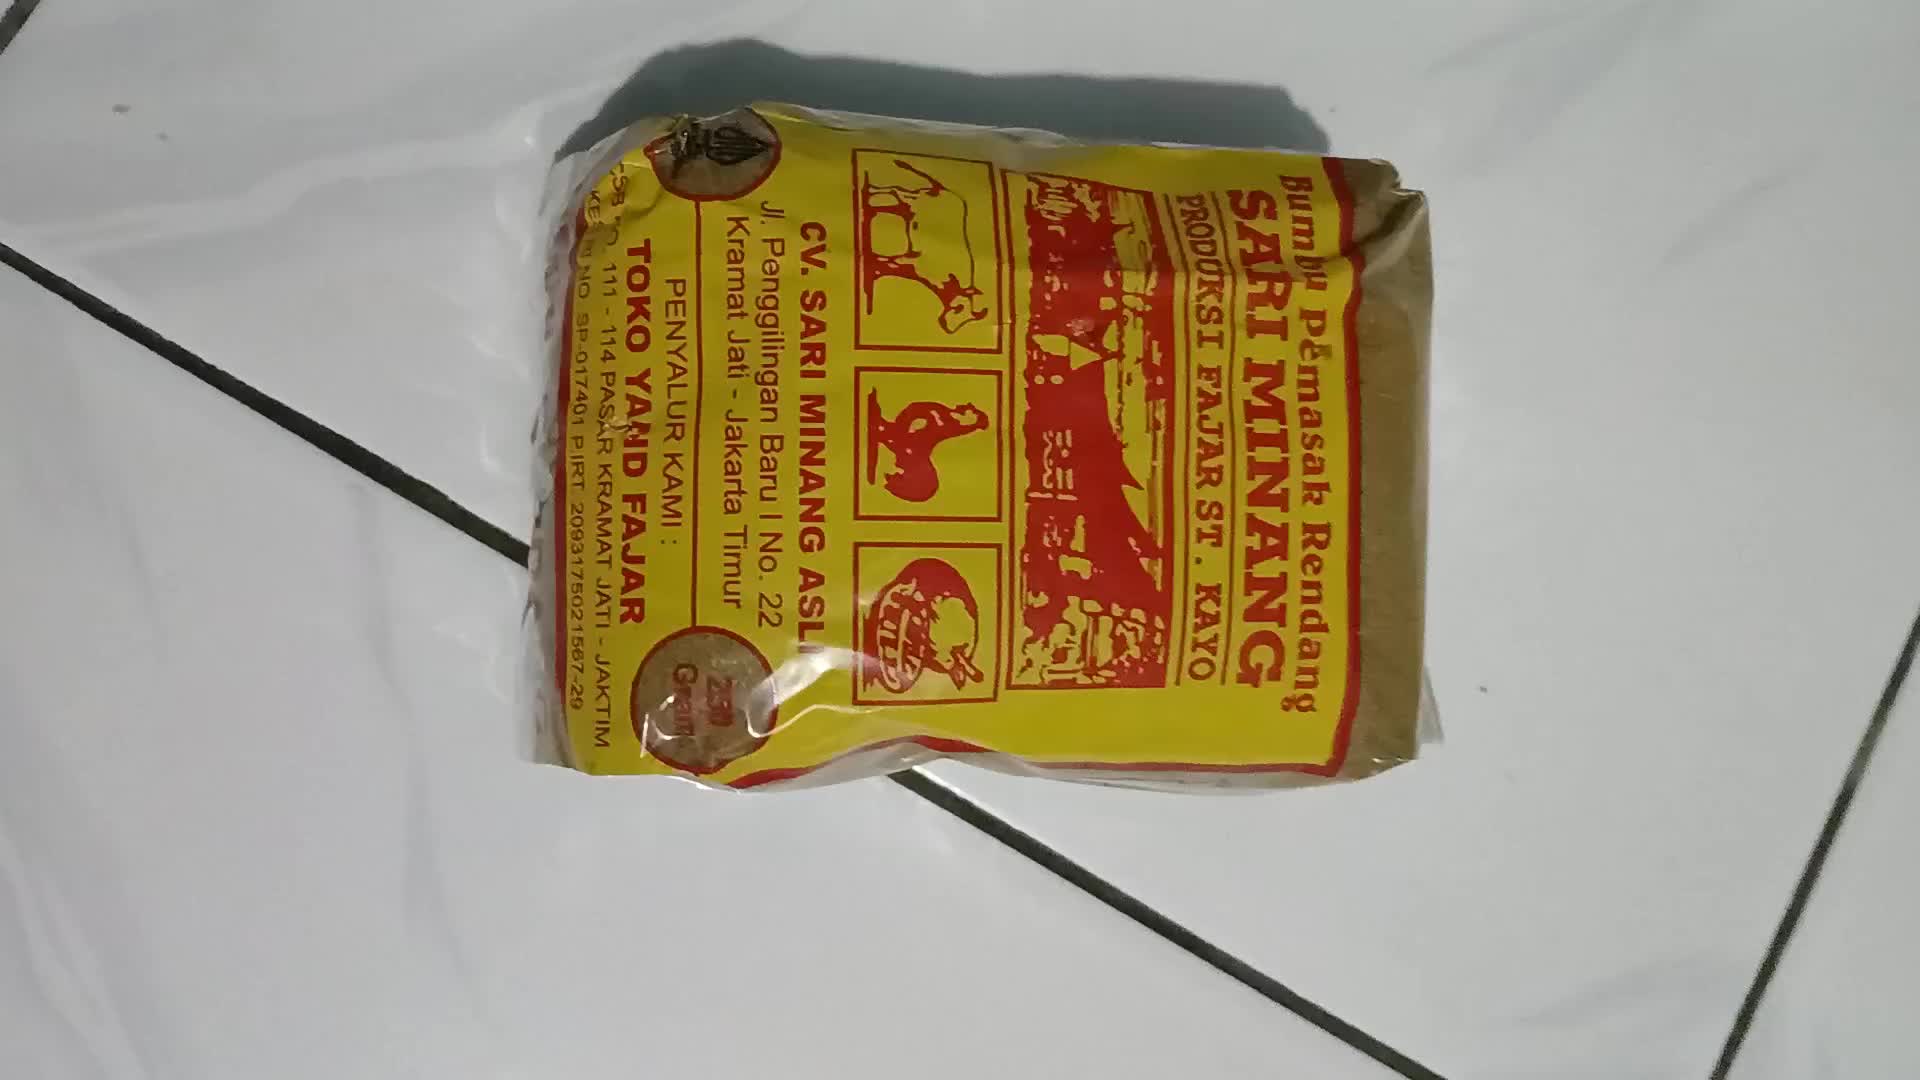 Bumbu Pemasak Rendang
SARI MINANG
PRODUKSI FAJAR ST. KAYO
CV. SARI MINANG ASLI
Jl. Penggilingan Baru I No. 22
Kramat Jati - Jakarta Timur
PENYALUR KAMI :
TOKO YAND FAJAR
111 - 114 PASAR KRAMAT JATI - JAKTIM
NO. SP-017401 P.IRT. 2093175021567-29
250
Gram